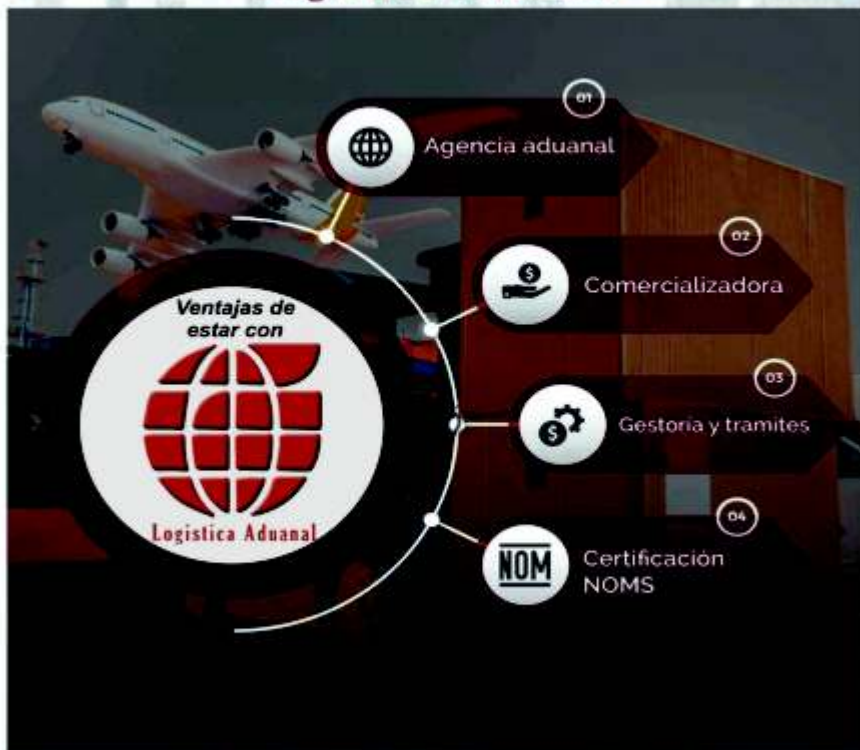 Ventajas de
estar con
Logistica Aduanal
01
Agencia aduanal
02
Comercializadora
03
Gestoria y tramites
04
NOM
Certificación
NOMS